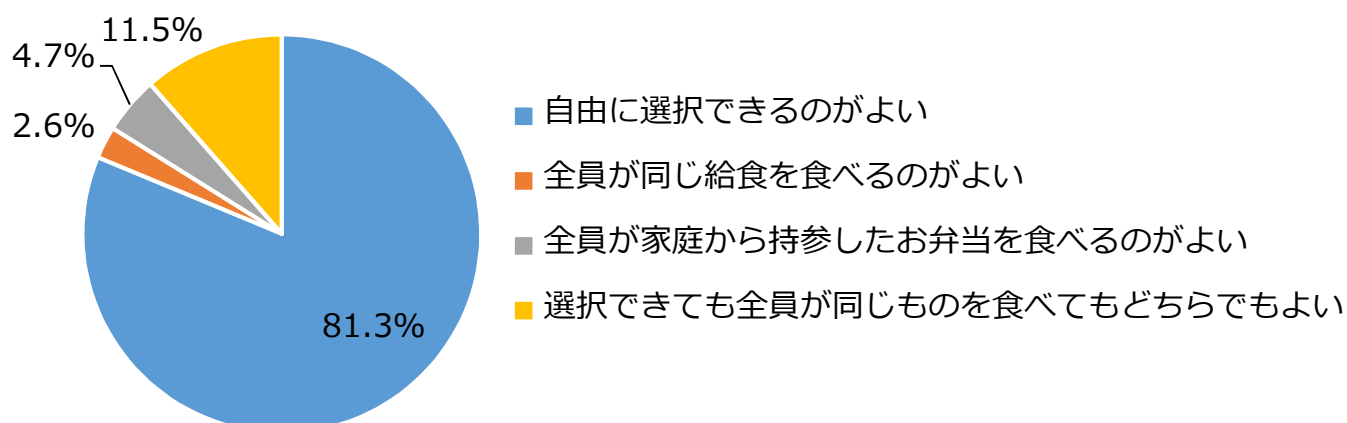 11.5%
4.7%
2.6%
81.3%
自由に選択できるのがよい
全員が同じ給食を食べるのがよい
全員が家庭から持参したお弁当を食べるのがよい
選択できても全員が同じものを食べてもどちらでもよい